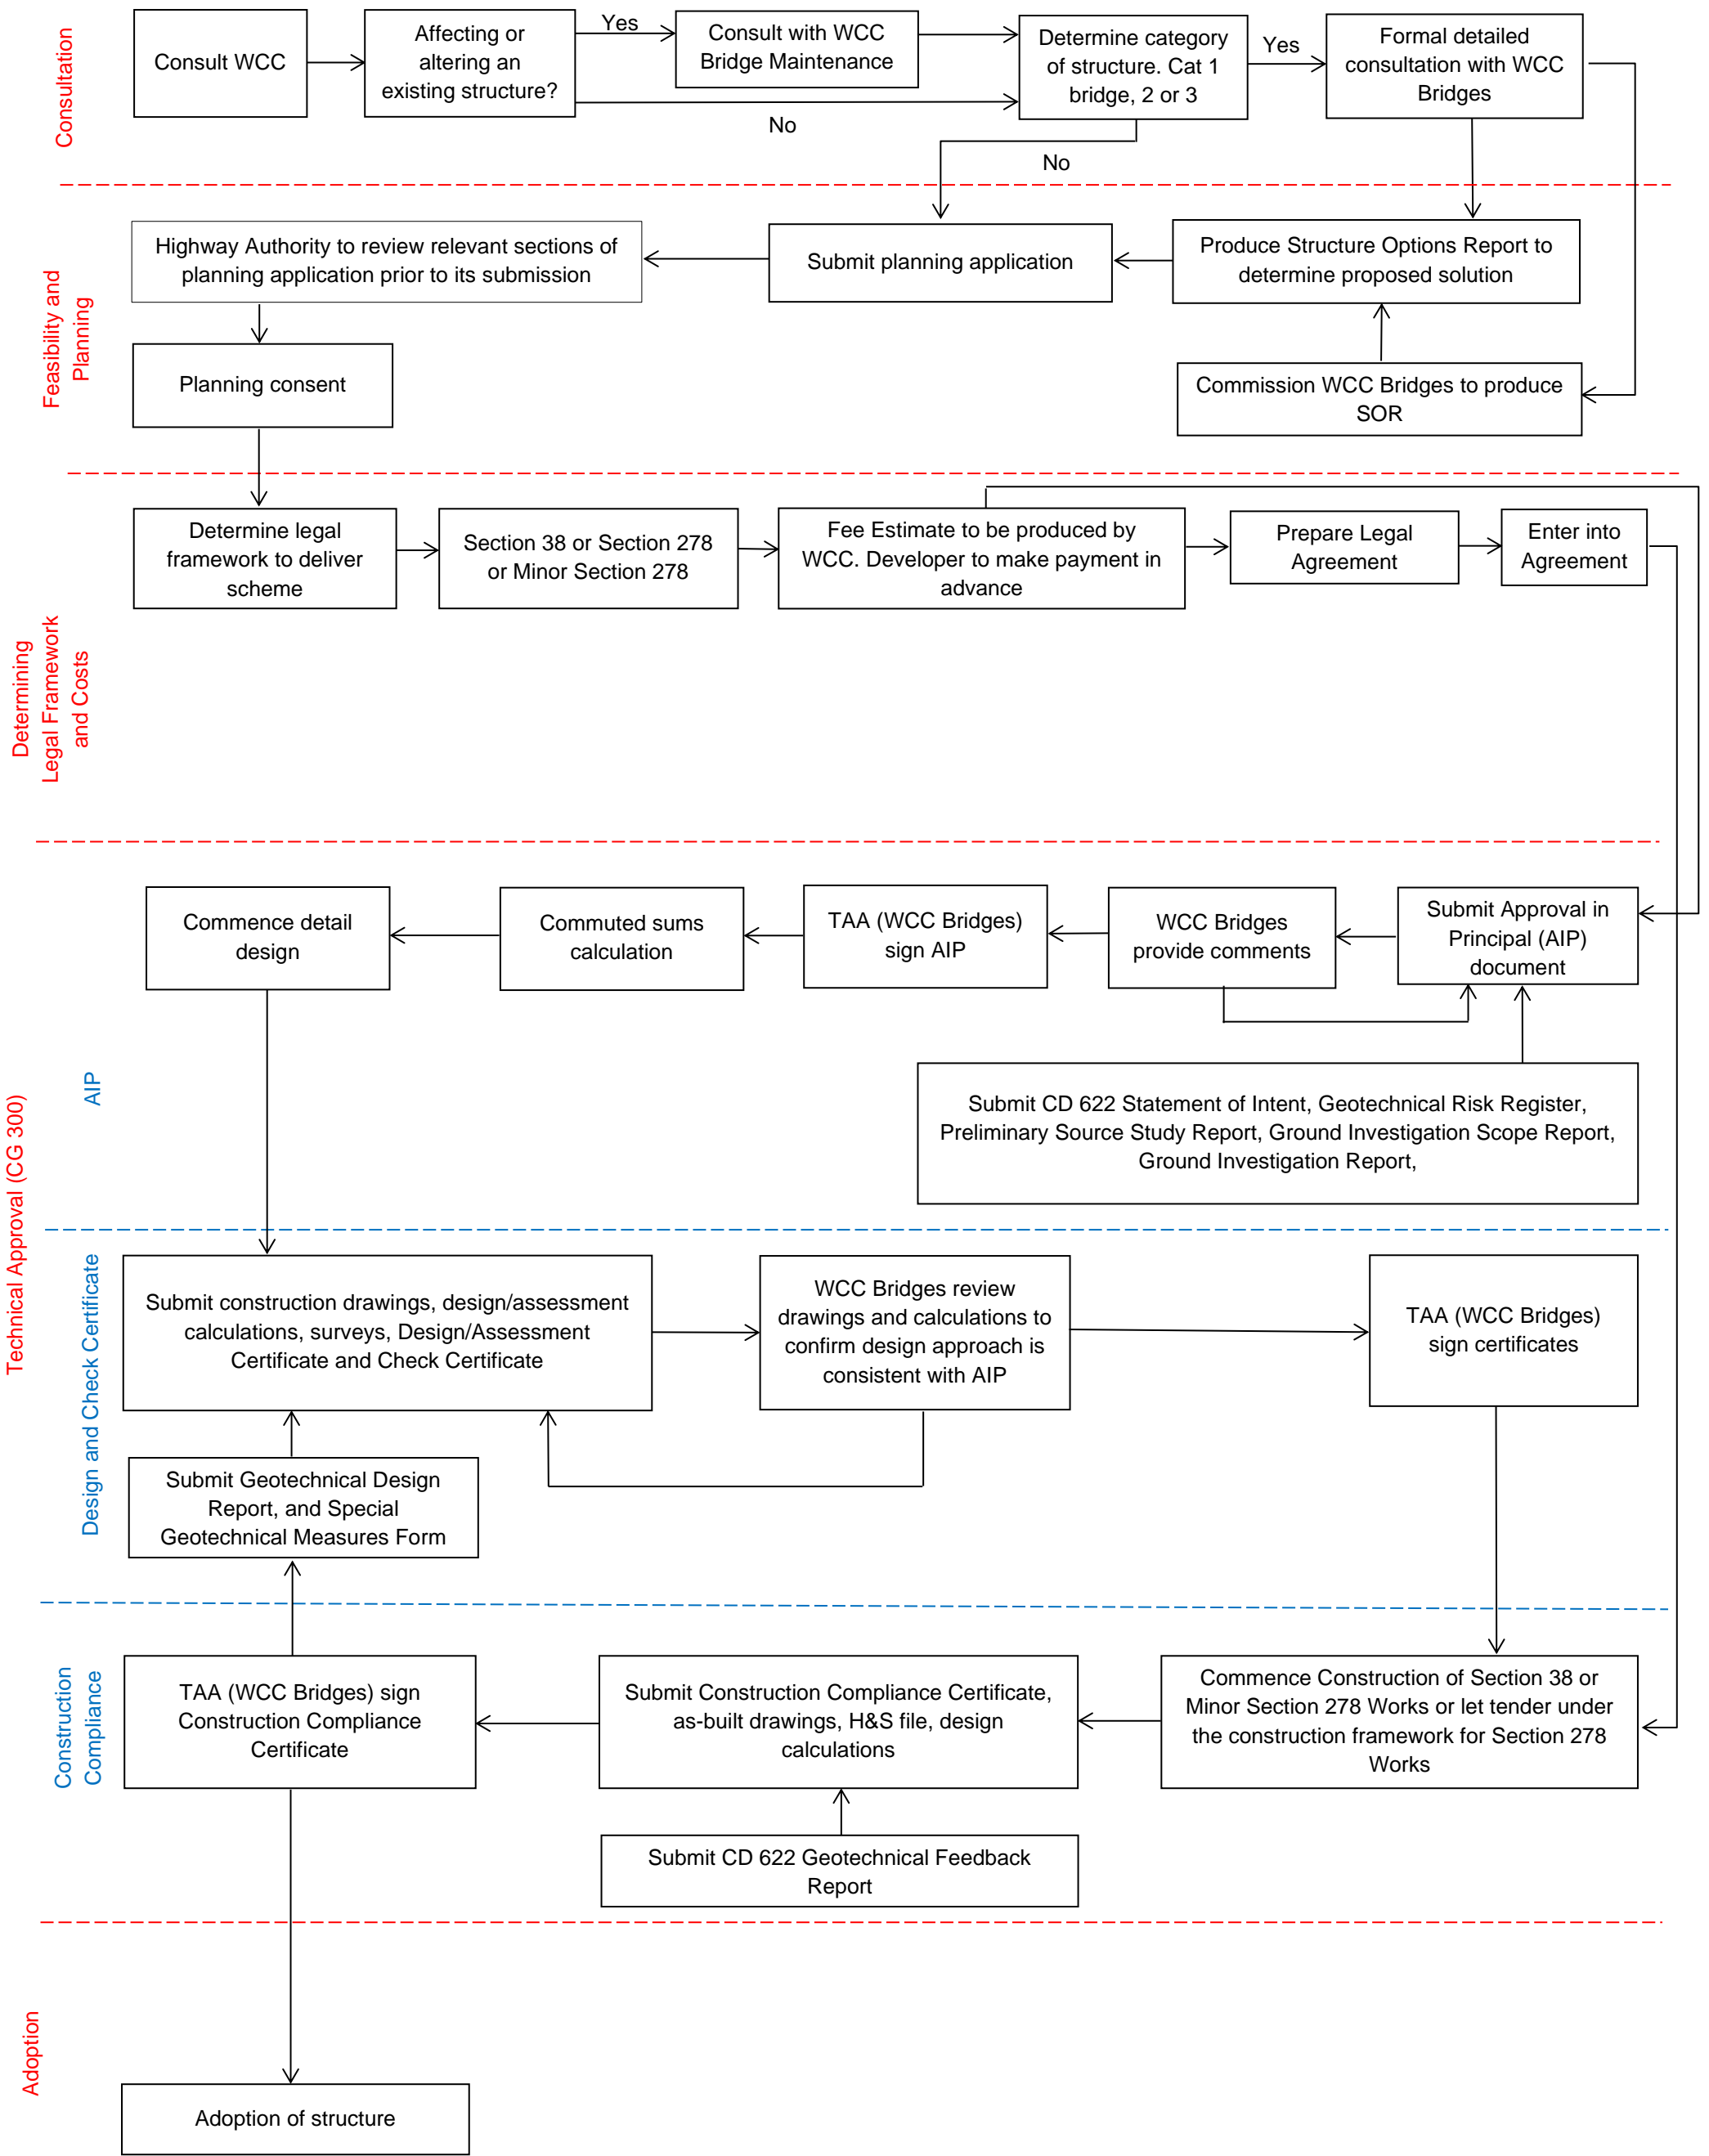 Consultation
Consult WCC
Affecting or
altering an
existing structure?
Yes
No
Consult with WCC
Bridge Maintenance
Determine category
of structure. Cat 1
bridge, 2 or 3
Yes
No
Formal detailed
consultation with WCC
Bridges
Feasibility and
Planning
Highway Authority to review relevant sections of
planning application prior to its submission
Submit planning application
Produce Structure Options Report to
determine proposed solution
Planning consent
Commission WCC Bridges to produce
SOR
Determining
Legal Framework
and Costs
Determine legal
framework to deliver
scheme
Section 38 or Section 278
or Minor Section 278
Fee Estimate to be produced by
WCC. Developer to make payment in
advance
Prepare Legal
Agreement
Enter into
Agreement
Technical Approval (CG 300)
AIP
Commence detail
design
Commuted sums
calculation
TAA (WCC Bridges)
sign AIP
WCC Bridges
provide comments
Submit Approval in
Principal (AIP)
document
Submit CD 622 Statement of Intent, Geotechnical Risk Register,
Preliminary Source Study Report, Ground Investigation Scope Report,
Ground Investigation Report,
Design and Check Certificate
Submit construction drawings, design/assessment
calculations, surveys, Design/Assessment
Certificate and Check Certificate
WCC Bridges review
drawings and calculations to
confirm design approach is
consistent with AIP
TAA (WCC Bridges)
sign certificates
Submit Geotechnical Design
Report, and Special
Geotechnical Measures Form
Construction
Compliance
TAA (WCC Bridges) sign
Construction Compliance
Certificate
Submit Construction Compliance Certificate,
as-built drawings, H&S file, design
calculations
Commence Construction of Section 38 or
Minor Section 278 Works or let tender under
the construction framework for Section 278
Works
Submit CD 622 Geotechnical Feedback
Report
Adoption
Adoption of structure